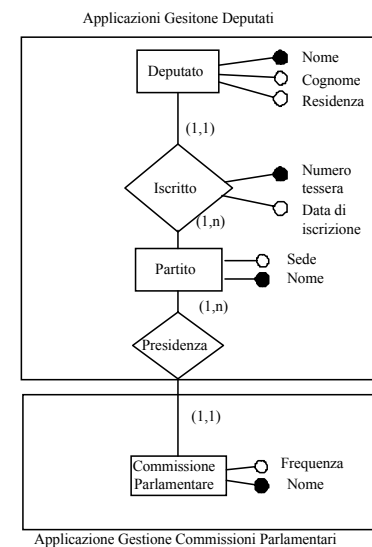 Applicazioni Gesitone Deputati
Deputato
Nome
Cognome
Residenza
(1,1)
Iscritto
Numero
tessera
Data di
iscrizione
(1,n)
Partito
Sede
Nome
(1,n)
Presidenza
(1,1)
Commissione
Parlamentare
Frequenza
Nome
Applicazione Gestione Commissioni Parlamentari